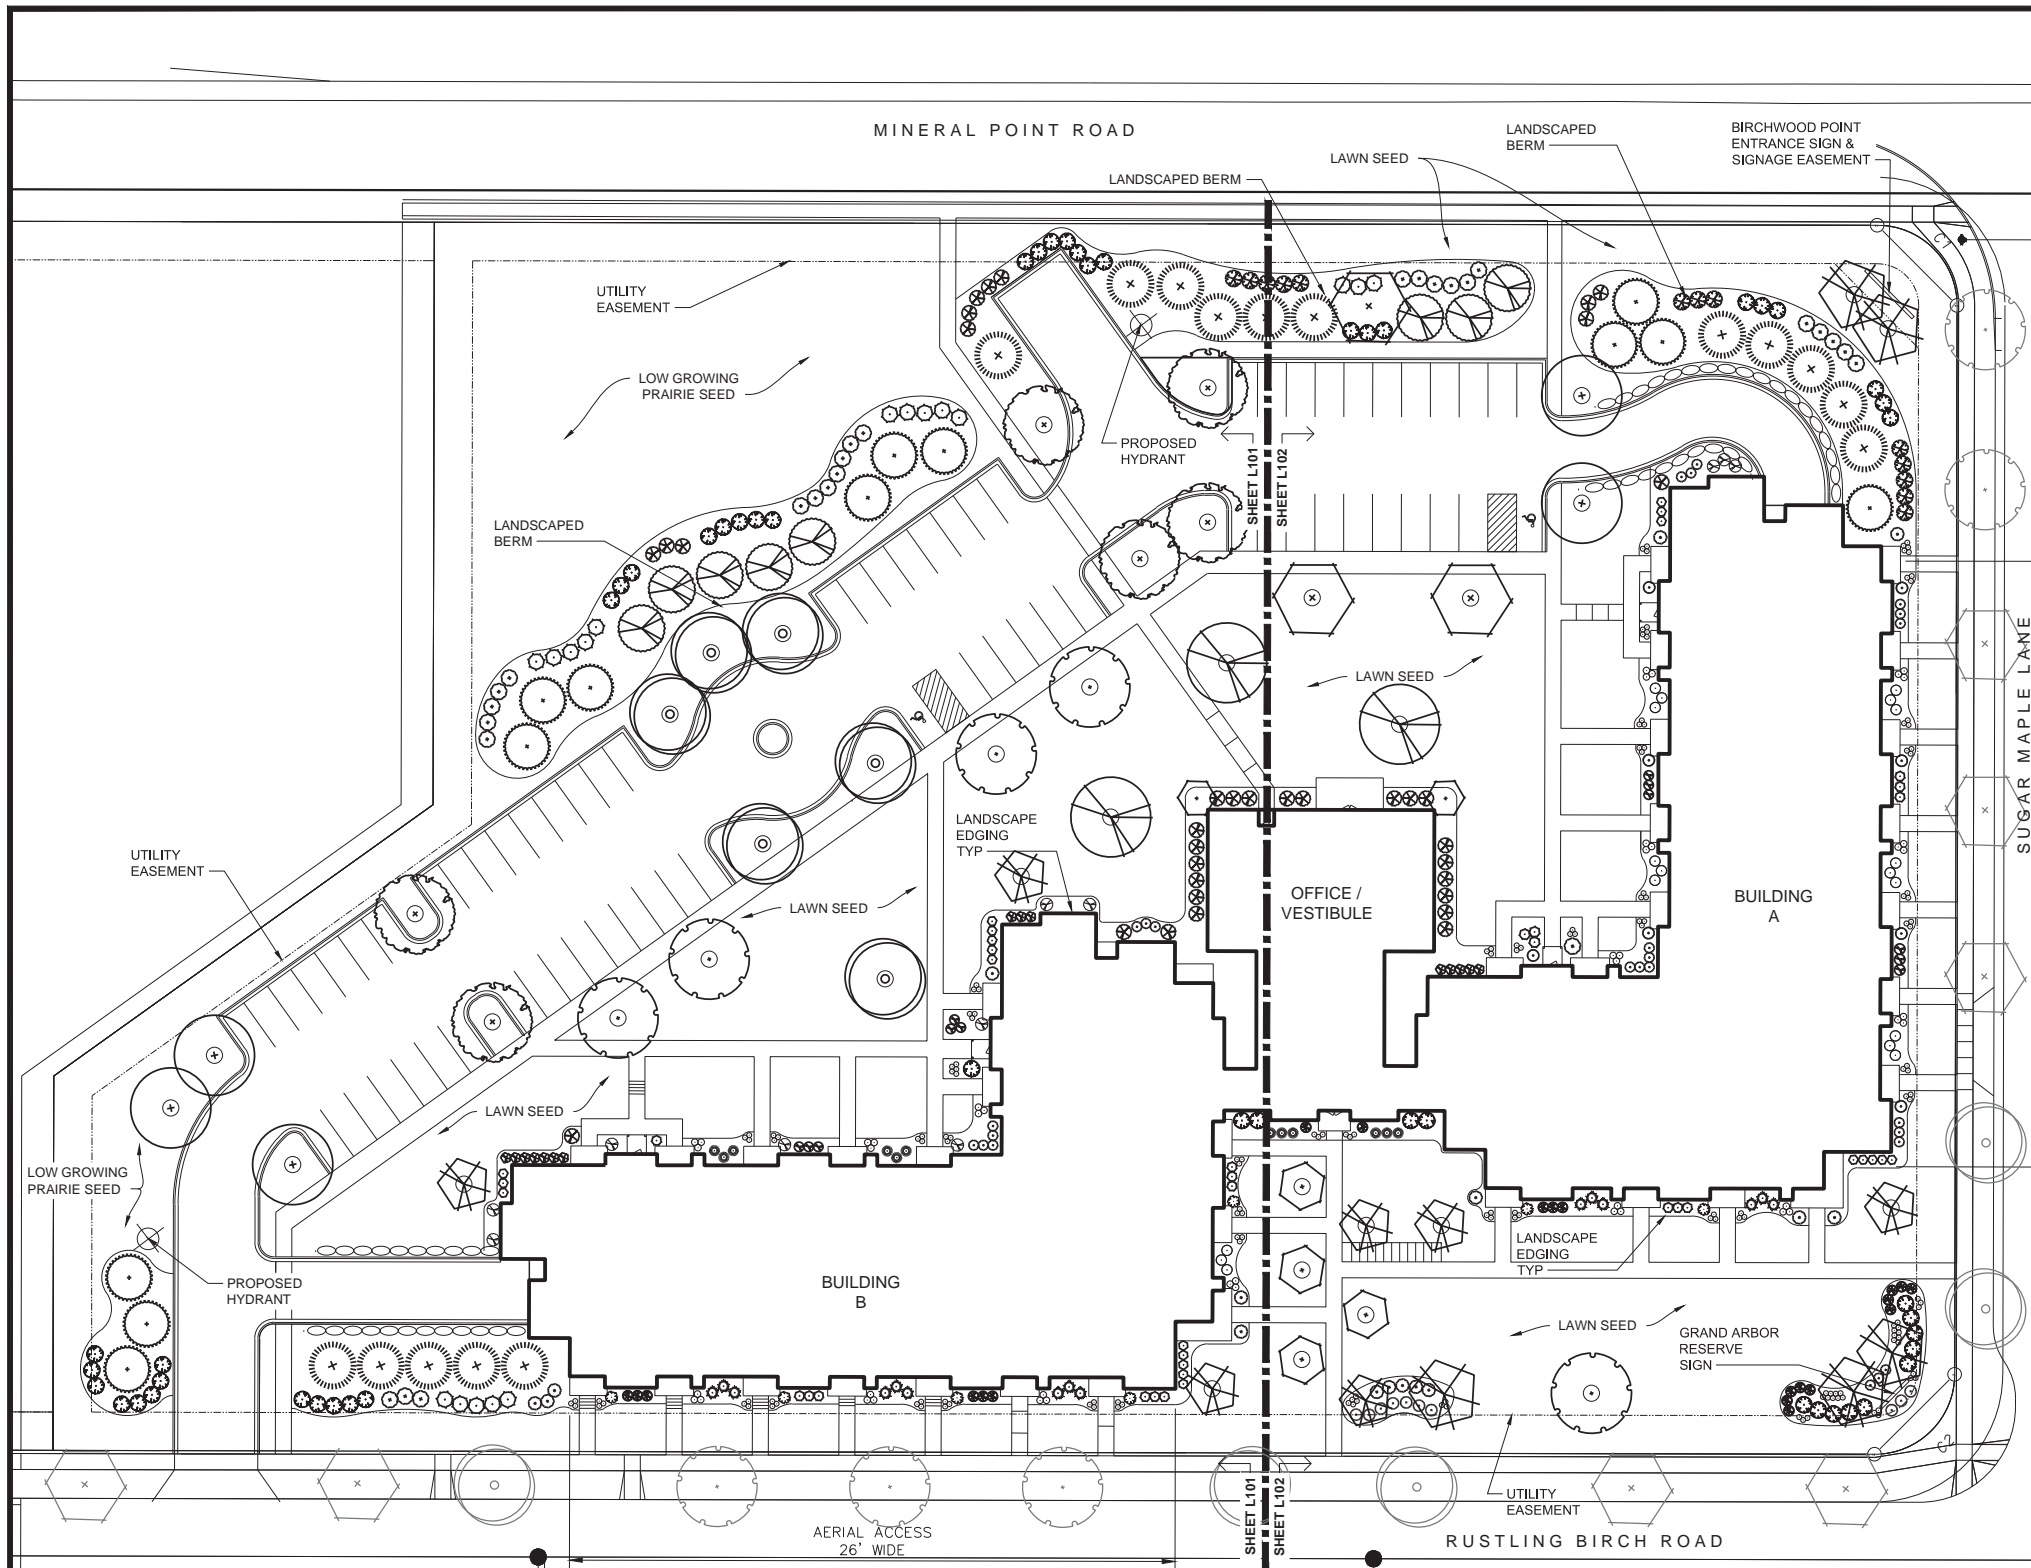 MINERAL POINT ROAD
LANDSCAPED
BERM
BIRCHWOOD POINT
ENTRANCE SIGN &
SIGNAGE EASEMENT
LAWN SEED
LANDSCAPED BERM
C1
UTILITY
EASEMENT
LOW GROWING
PRAIRIE SEED
PROPOSED
HYDRANT
SHEET L101
SHEET L102
LANDSCAPED
BERM
SUGAR MAPLE LANE
LAWN SEED
LANDSCAPE
EDGING
TYP
UTILITY
EASEMENT
LAWN SEED
OFFICE /
VESTIBULE
BUILDING
A
LAWN SEED
LOW GROWING
PRAIRIE SEED
LANDSCAPE
EDGING
TYP
PROPOSED
HYDRANT
BUILDING
B
LAWN SEED
GRAND ARBOR
RESERVE
SIGN
C2
UTILITY
EASEMENT
SHEET L101
SHEET L102
AERIAL ACCESS
26' WIDE
RUSTLING BIRCH ROAD